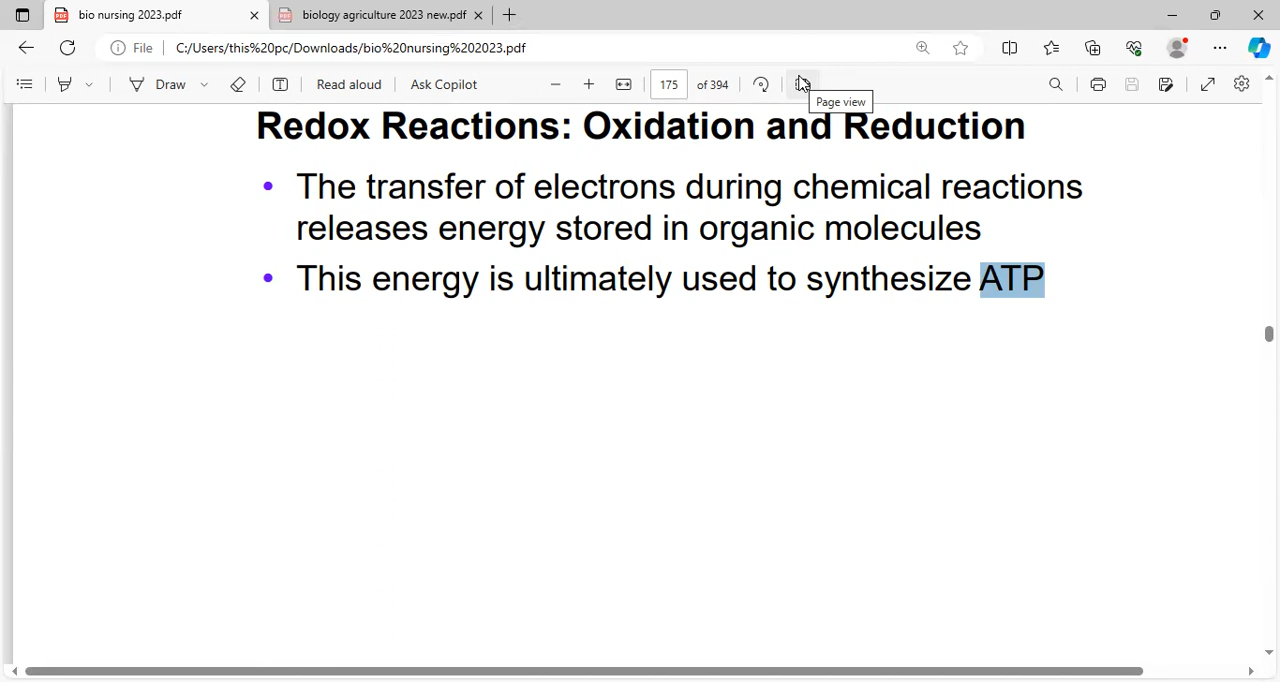 bio nursing 2023.pdf
biology agriculture 2023 new.pdf
File
C:/Users/this%20pc/Downloads/bio%20nursing%202023.pdf
Draw
Read aloud
Ask Copilot
175
of 394
Page view
Redox Reactions: Oxidation and Reduction
• The transfer of electrons during chemical reactions
releases energy stored in organic molecules
• This energy is ultimately used to synthesize ATP